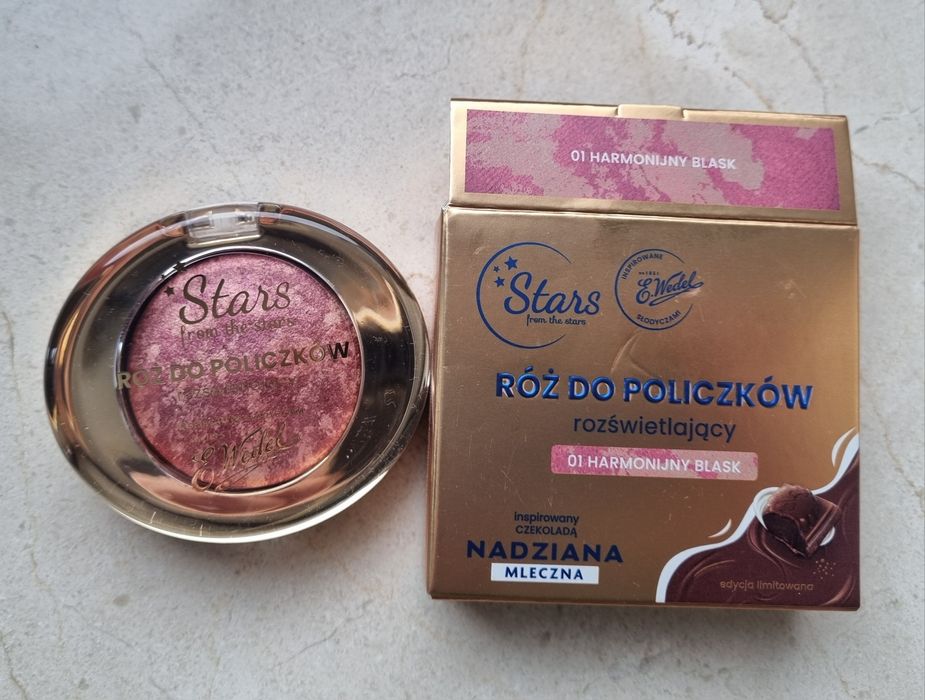 Stars
from the stars
RÓŻ DO POLICZKÓW
E.Wedel
01 HARMONIJNY BLASK
Stars
from the stars
INSPIROWANE
E.Wedel
SŁODYCZAMI
RÓŻ DO POLICZKÓW
rozświetlający
01 HARMONIJNY BLASK
inspirowany
CZEKOLADĄ
NADZIANA
MLECZNA
edycja limitowana